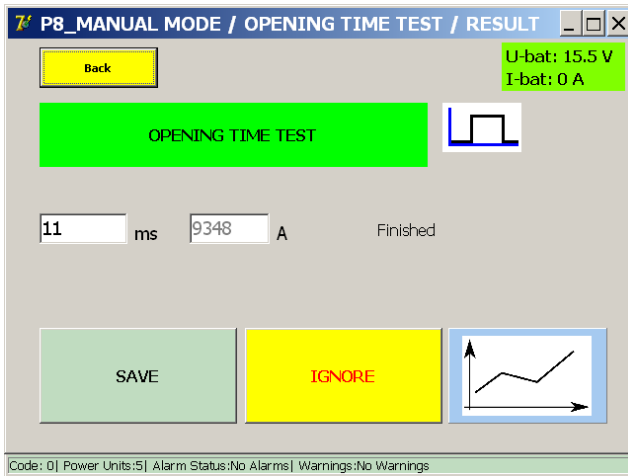 P8_MANUAL MODE / OPENING TIME TEST / RESULT
Back
U-bat: 15.5 V
I-bat: 0 A
OPENING TIME TEST
11 ms 9348 A Finished
SAVE IGNORE
Code: 0| Power Units:5| Alarm Status:No Alarms| Warnings:No Warnings